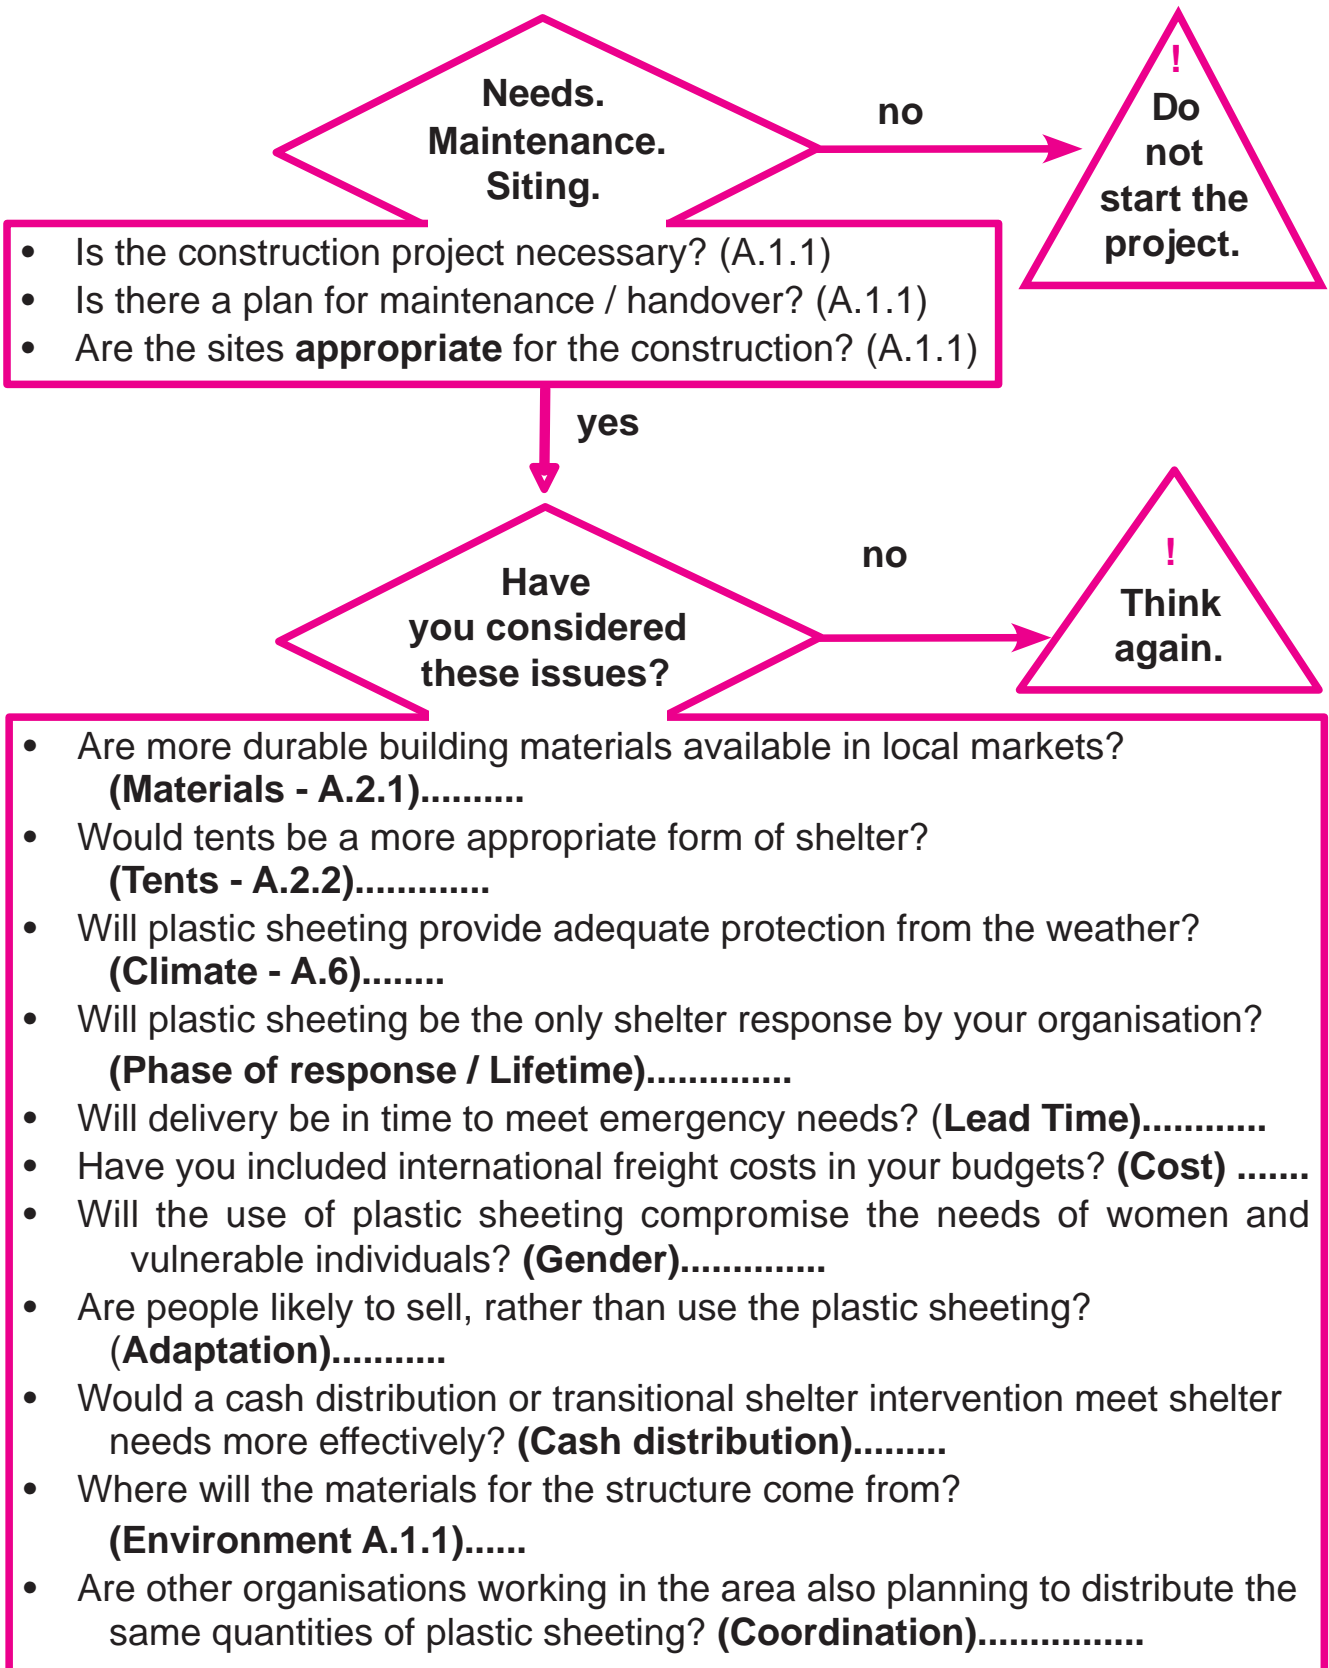 Needs.
Maintenance.
Siting.
no
!
Do
not
start the
project.
• Is the construction project necessary? (A.1.1)
• Is there a plan for maintenance / handover? (A.1.1)
• Are the sites appropriate for the construction? (A.1.1)
yes
Have
you considered
these issues?
no
!
Think
again.
• Are more durable building materials available in local markets?
(Materials - A.2.1)..........
• Would tents be a more appropriate form of shelter?
(Tents - A.2.2).............
• Will plastic sheeting provide adequate protection from the weather?
(Climate - A.6)........
• Will plastic sheeting be the only shelter response by your organisation?
(Phase of response / Lifetime)..............
• Will delivery be in time to meet emergency needs? (Lead Time)............
• Have you included international freight costs in your budgets? (Cost) .......
• Will the use of plastic sheeting compromise the needs of women and
vulnerable individuals? (Gender)..............
• Are people likely to sell, rather than use the plastic sheeting?
(Adaptation)...........
• Would a cash distribution or transitional shelter intervention meet shelter
needs more effectively? (Cash distribution).........
• Where will the materials for the structure come from?
(Environment A.1.1)......
• Are other organisations working in the area also planning to distribute the
same quantities of plastic sheeting? (Coordination)................